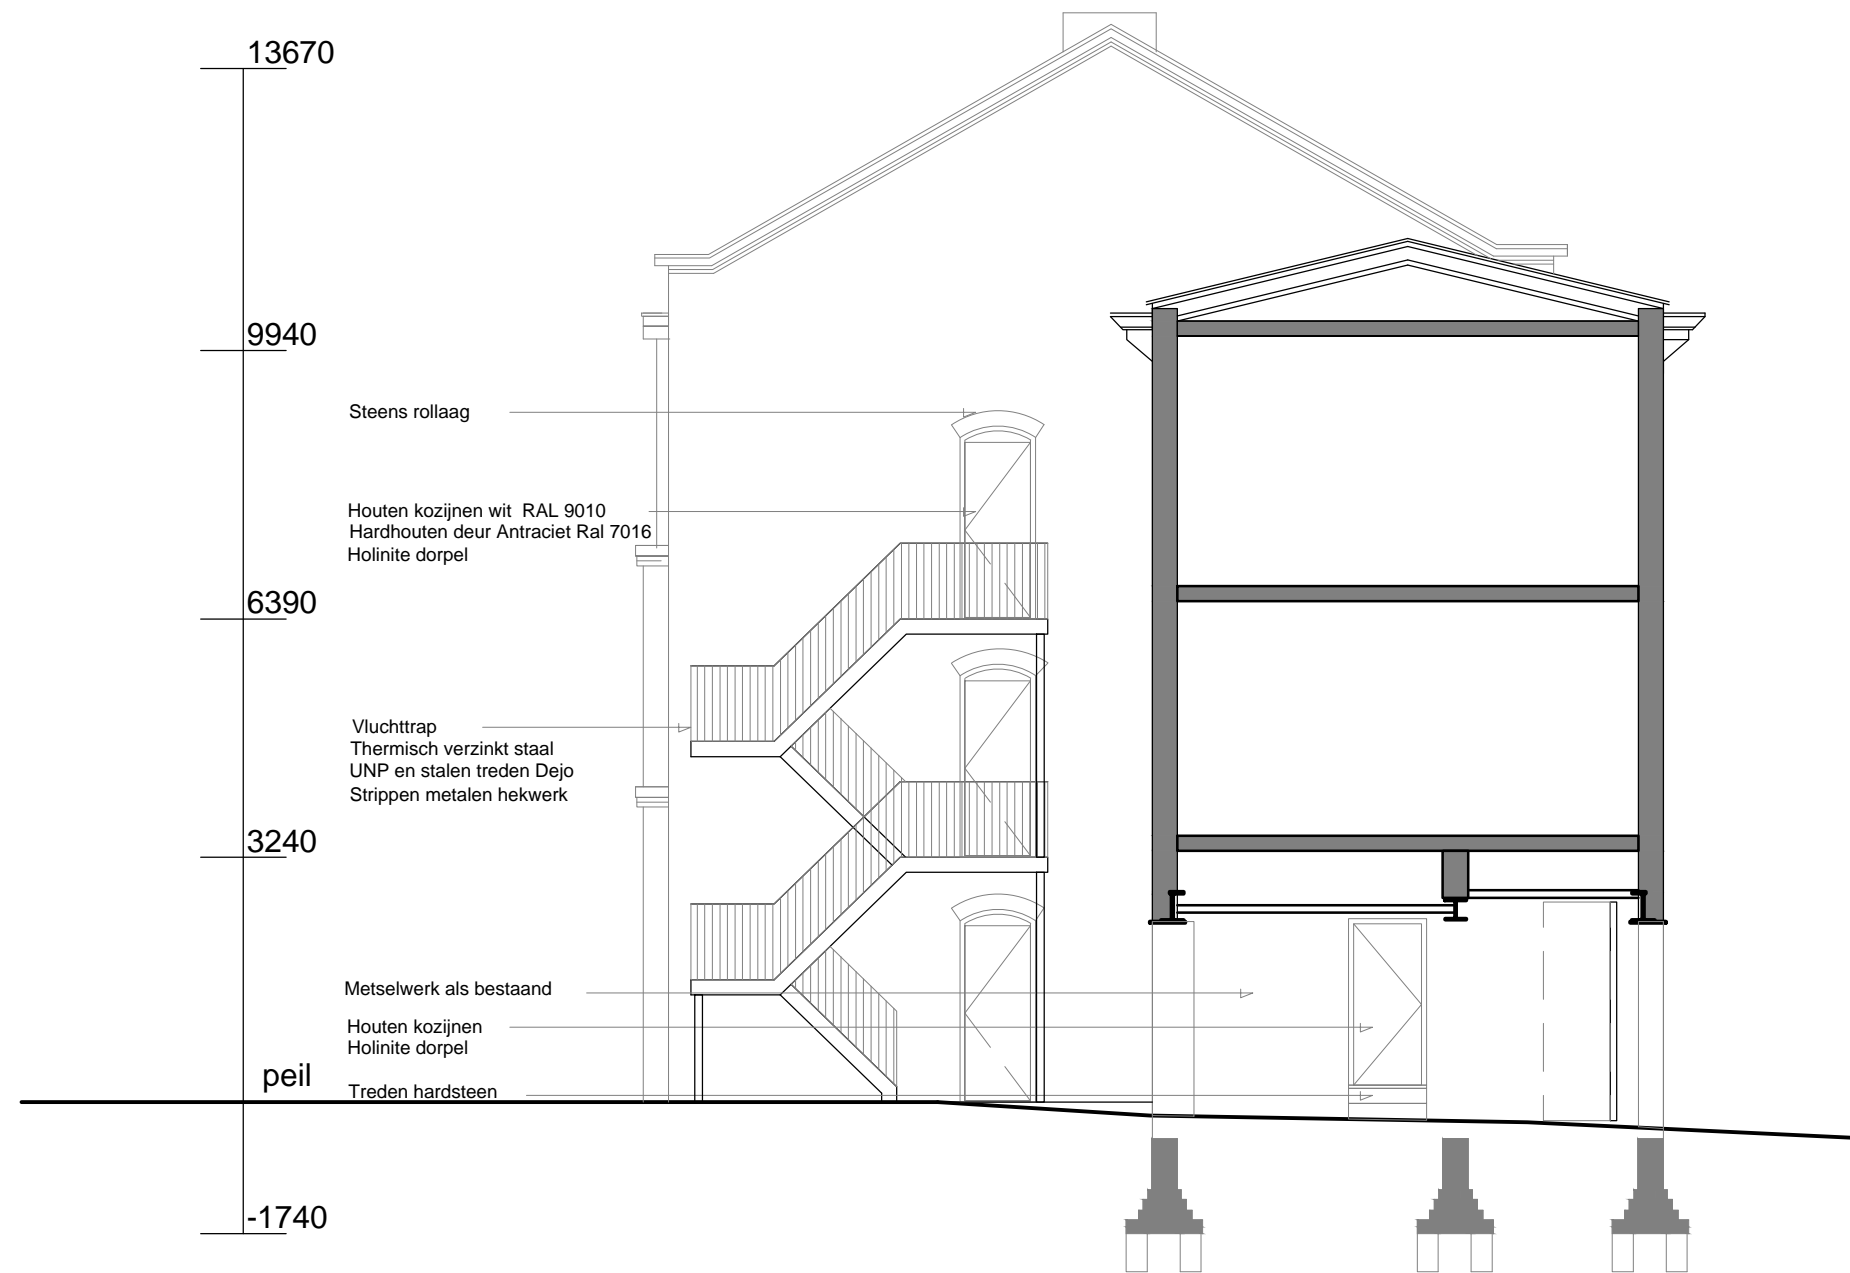 13670
9940
Steens rollaag
Houten kozijnen wit RAL 9010
Hardhouten deur Antraciet Ral 7016
Holinite dorpel
6390
Vluchttrap
Thermisch verzinkt staal
UNP en stalen treden Dejo
Strippen metalen hekwerk
3240
Metselwerk als bestaand
Houten kozijnen
Holinite dorpel
peil
Treden hardsteen
-1740